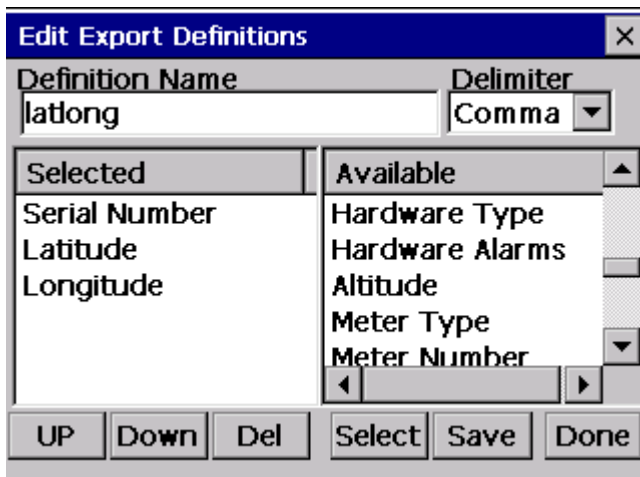 Edit Export Definitions
Definition Name
Delimiter
latlong
Comma
Selected
Available
Serial Number
Latitude
Longitude
Hardware Type
Hardware Alarms
Altitude
Meter Type
Meter Number
UP
Down
Del
Select
Save
Done